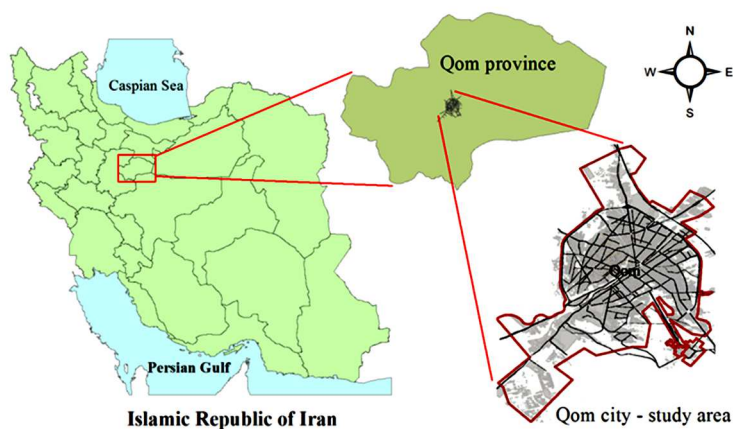 Caspian Sea
Qom province
N
W E
S
Qom
Persian Gulf
Islamic Republic of Iran
Qom city - study area